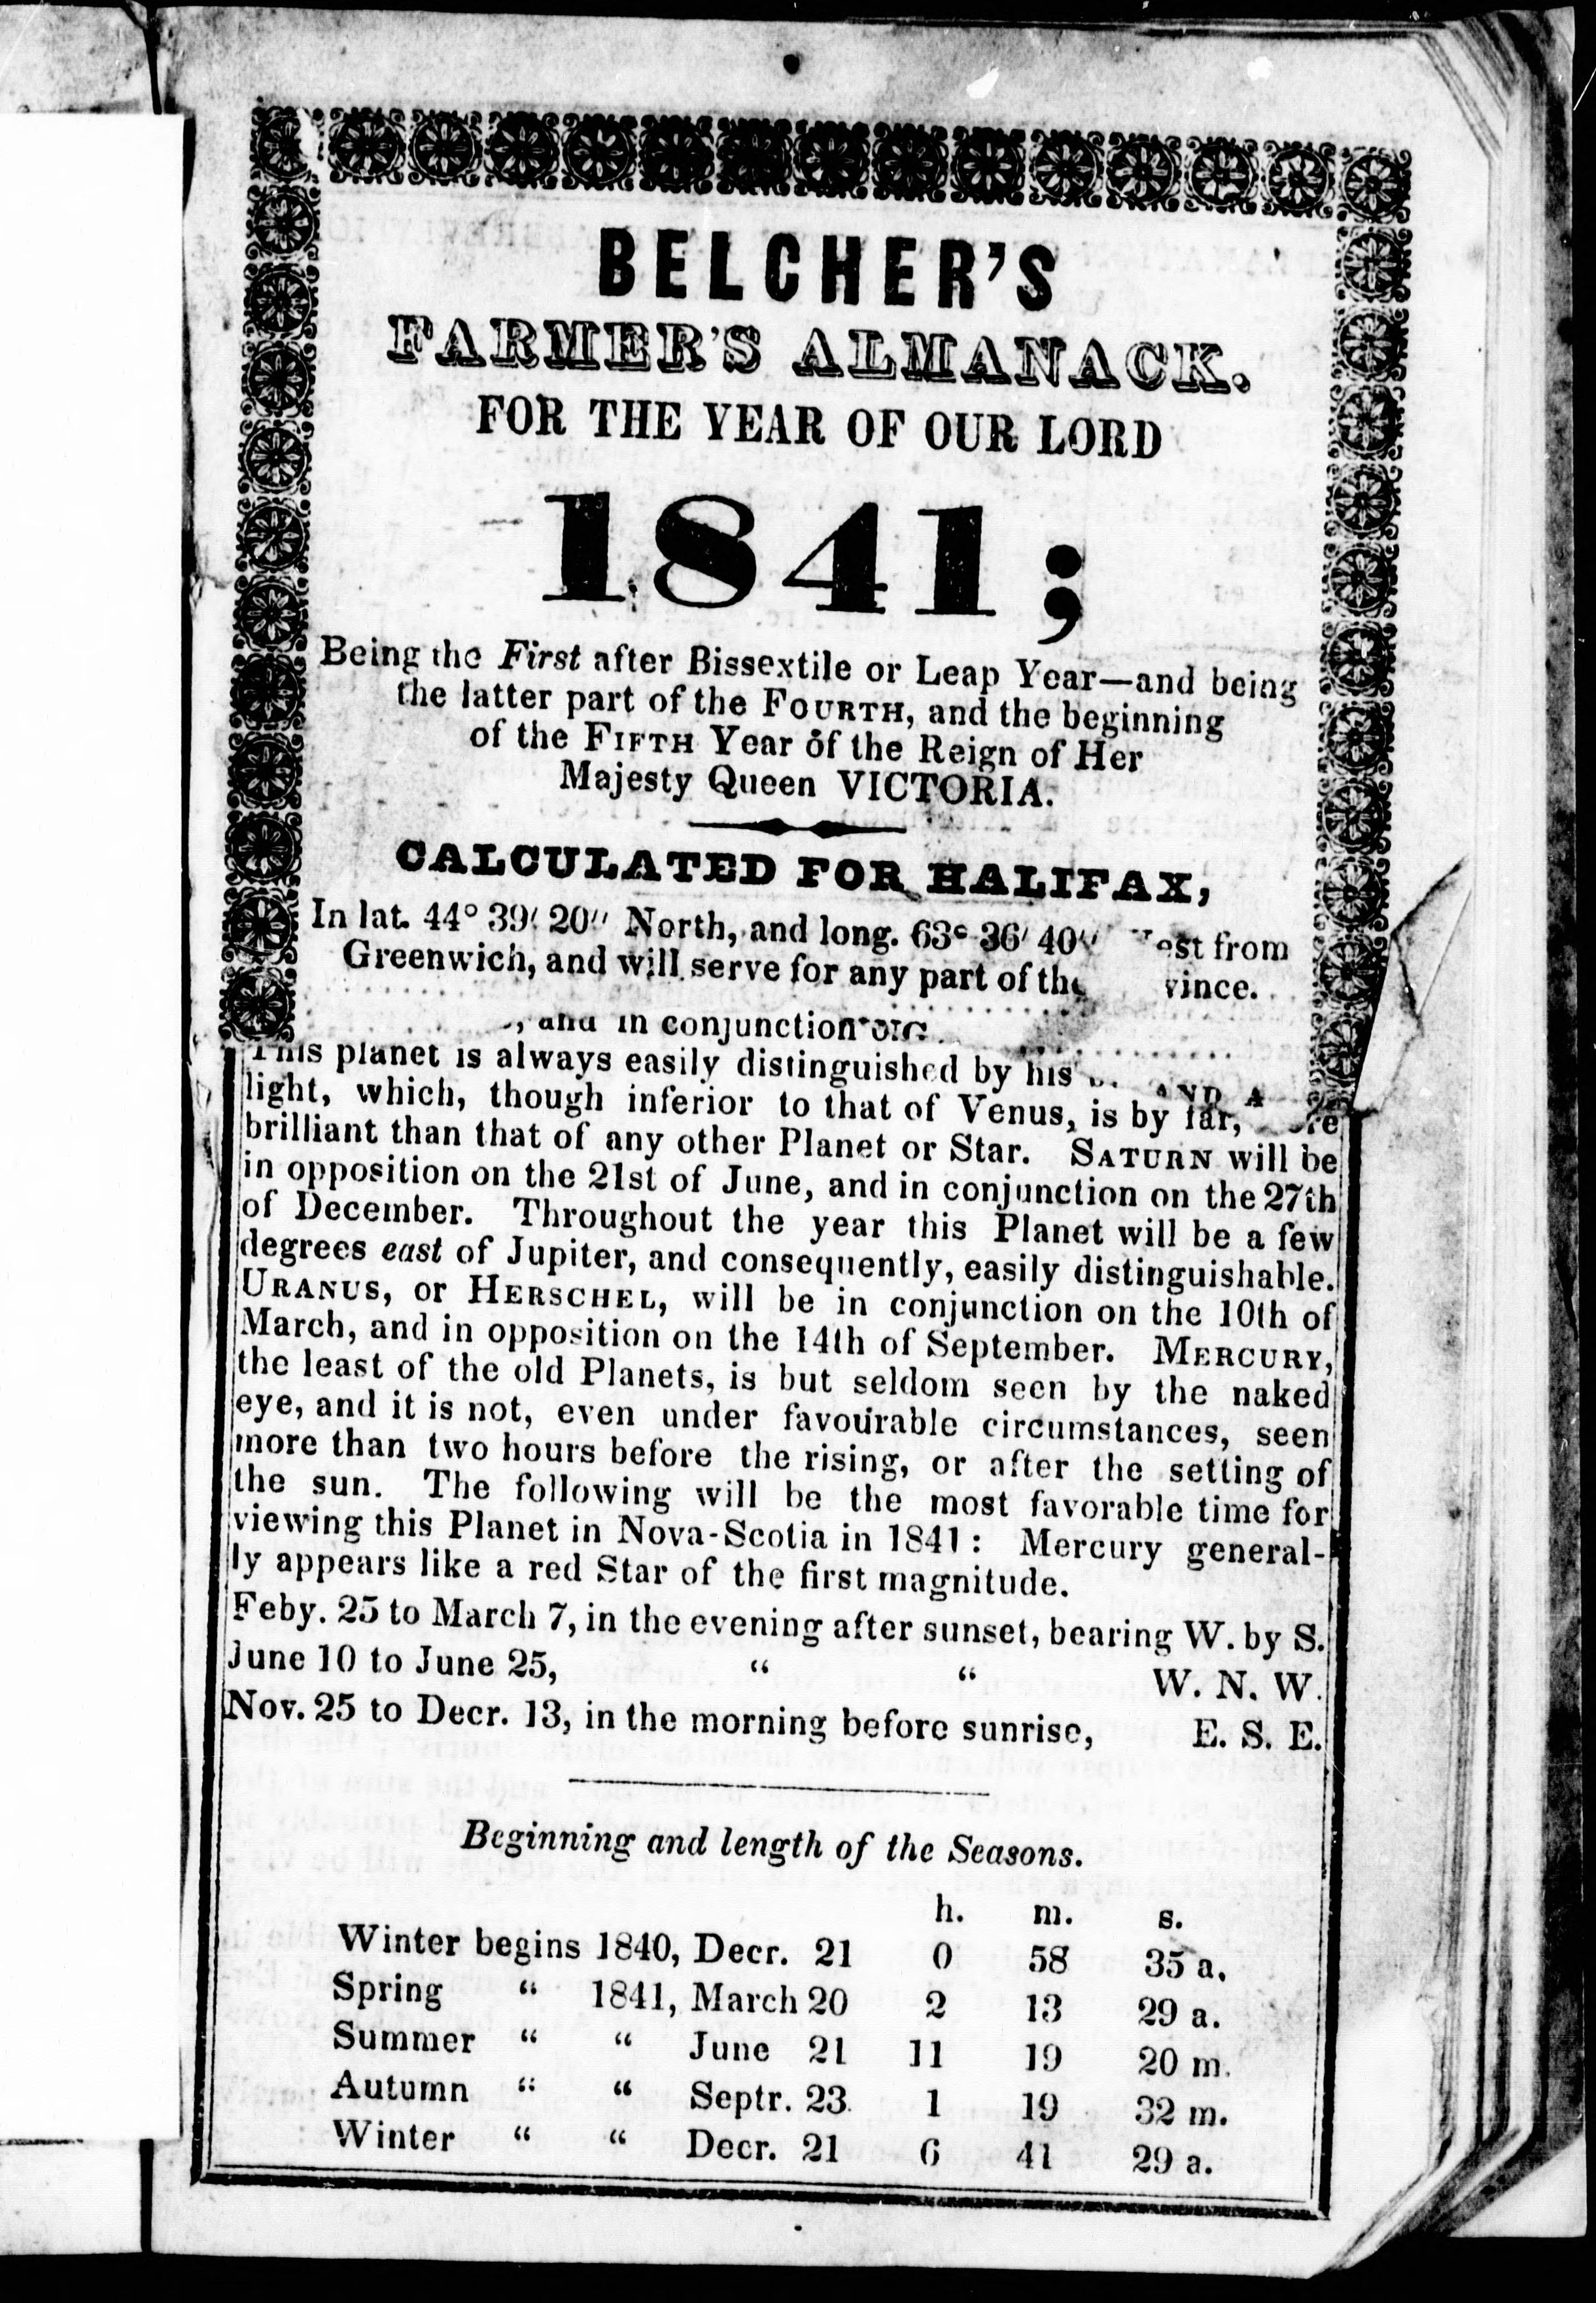 BELCHER'S
FARMER'S ALMANACK.
FOR THE YEAR OF OUR LORD
1841;
Being the First after Bissextile or Leap Year—and being
the latter part of the FOURTH, and the beginning
of the FIFTH Year of the Reign of Her
Majesty Queen VICTORIA.
CALCULATED FOR HALIFAX,
In lat. 44° 39′ 20″ North, and long. 63° 36′ 40″ from
Greenwich, and will serve for any part of
and in conjunction
This planet is always easily distinguished by his
light, which, though inferior to that of Venus, is by far,
brilliant than that of any other Planet or Star. SATURN will be
in opposition on the 21st of June, and in conjunction on the 27th
of December. Throughout the year this Planet will be a few
degrees east of Jupiter, and consequently, easily distinguishable.
URANUS, or HERSCHEL, will be in conjunction on the 10th of
March, and in opposition on the 14th of September. MERCURY,
the least of the old Planets, is but seldom seen by the naked
eye, and it is not, even under favourable circumstances, seen
more than two hours before the rising, or after the setting of
the sun. The following will be the most favorable time for
viewing this Planet in Nova-Scotia in 1841: Mercury general-
ly appears like a red Star of the first magnitude.
Feby. 25 to March 7, in the evening after sunset, bearing W. by S.
June 10 to June 25, “ “ W. N. W.
Nov. 25 to Decr. 13, in the morning before sunrise, E. S. E.
Beginning and length of the Seasons.
h. m. s.
Winter begins 1840, Decr. 21 0 58 35 a.
Spring “ 1841, March 20 2 13 29 a.
Summer “ “ June 21 11 19 20 m.
Autumn “ “ Septr. 23 1 19 32 m.
Winter “ “ Decr. 21 6 41 29 a.